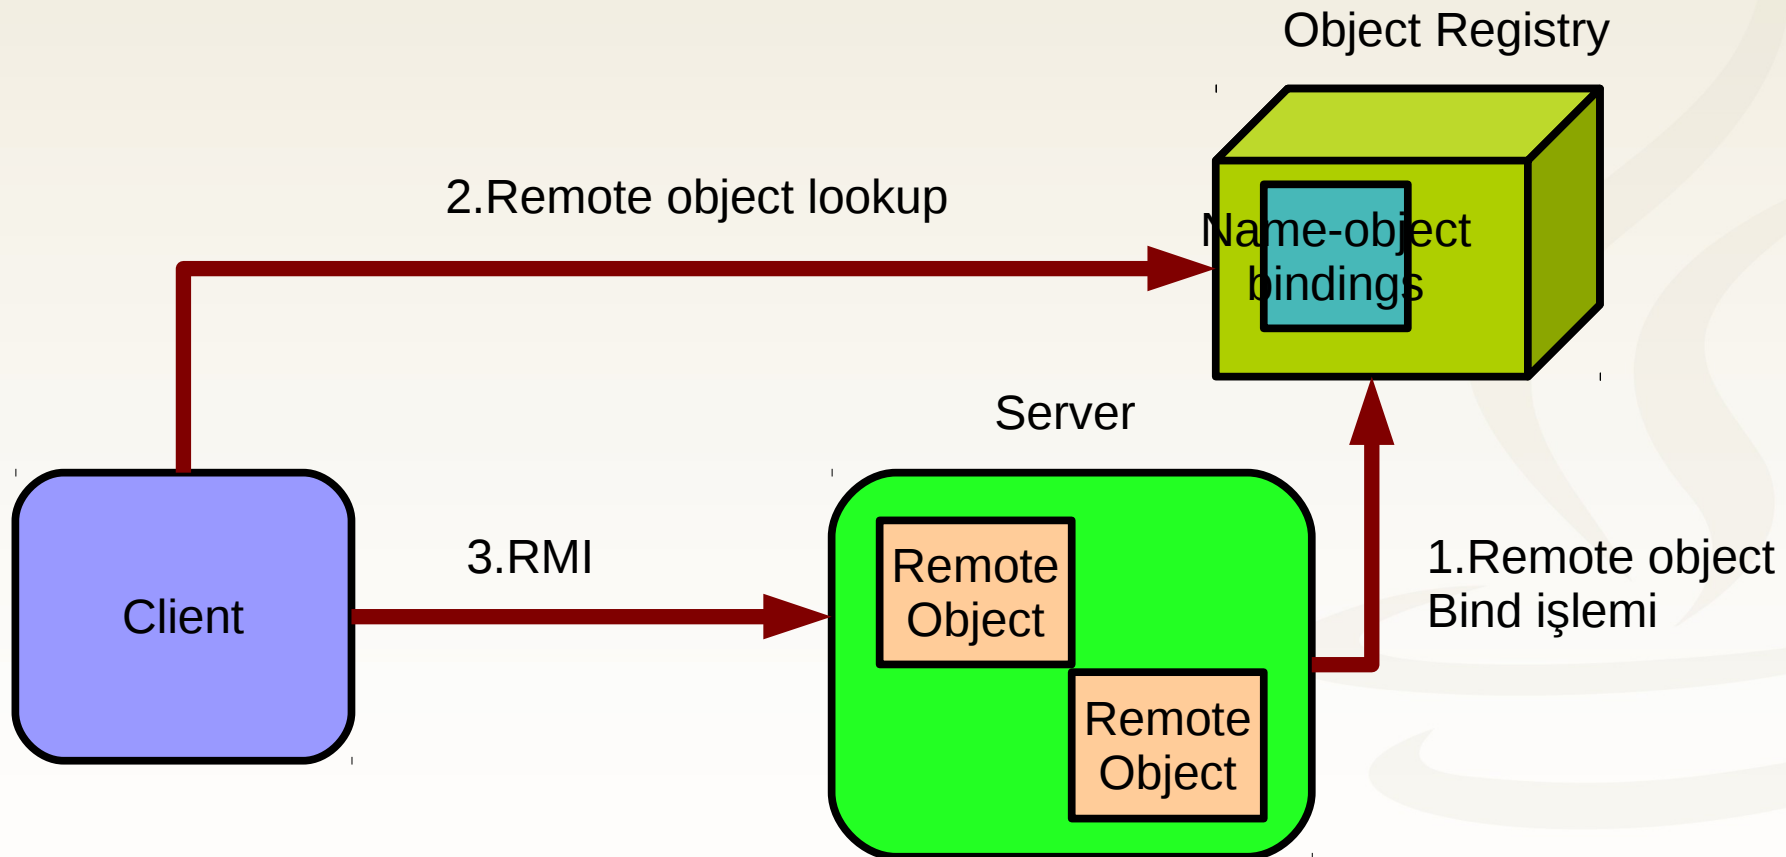 Object Registry
2.Remote object lookup
Name-object
bindings
Server
3.RMI
Client
Remote
Object
1.Remote object
Bind işlemi
Remote
Object